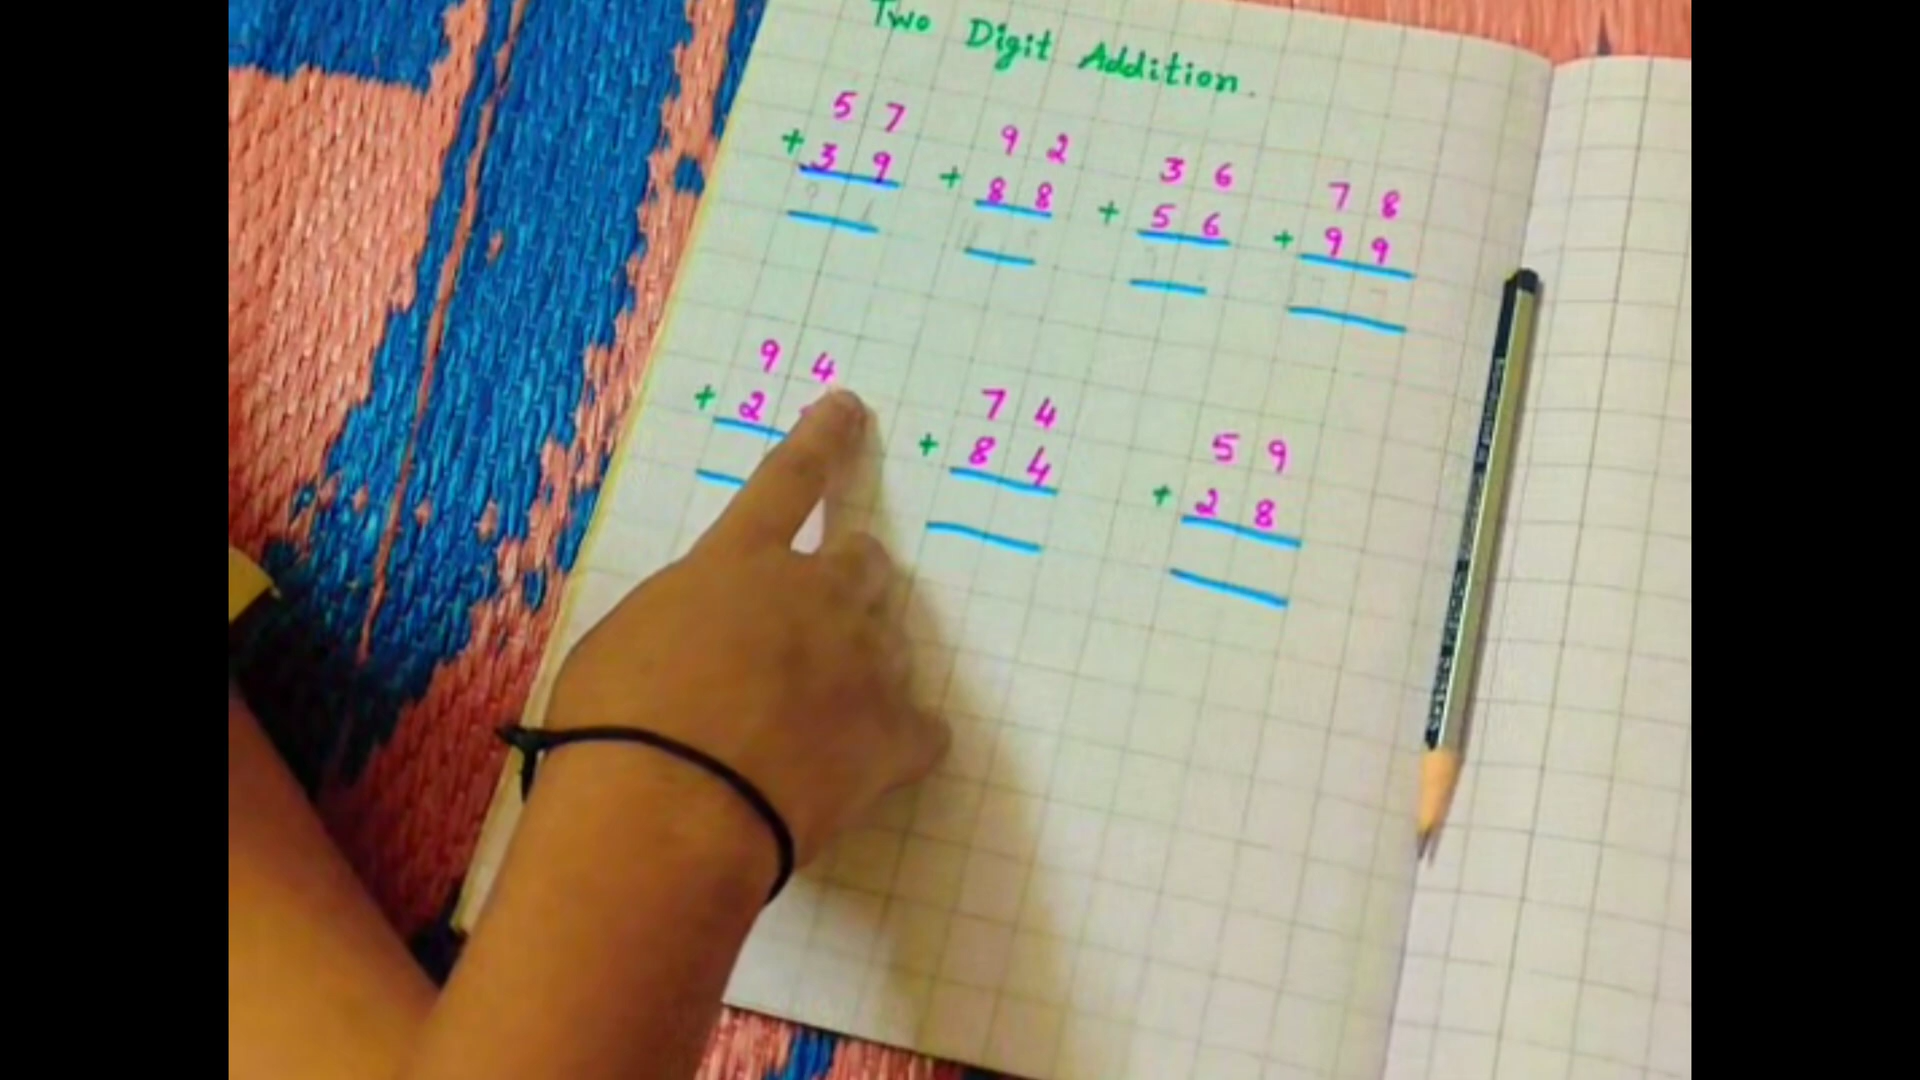 Two Digit Addition.
5 7 9 2 3 6 7 8
+ 3 9 + 8 8 + 5 6 + 9 9
9 4 7 4 5 9
+ 2 + 8 4 + 2 8